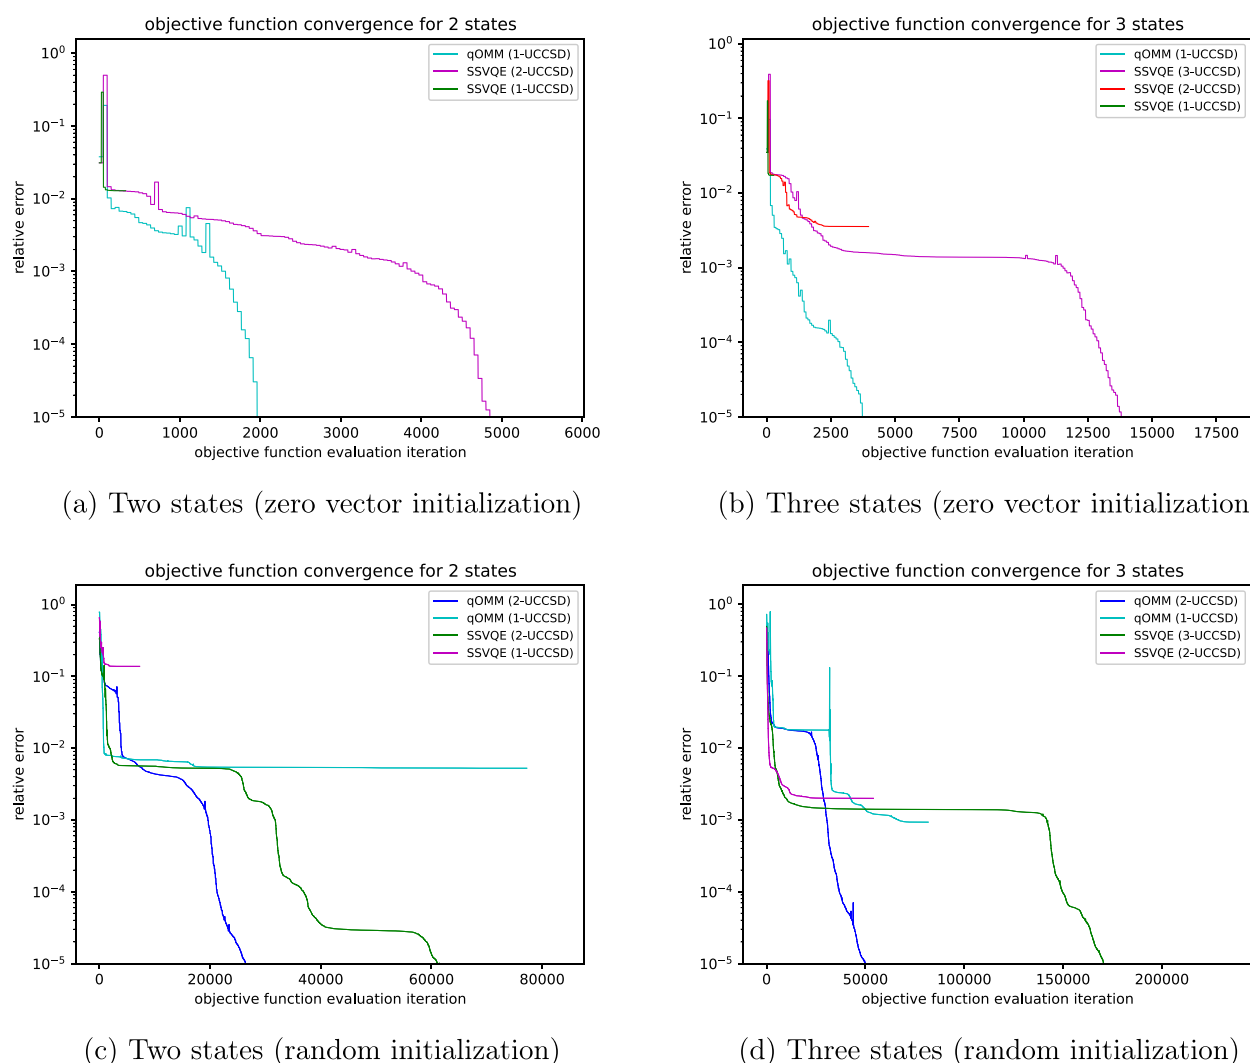 objective function convergence for 2 states
10^0
10^-1
10^-2
10^-3
10^-4
10^-5
relative error
qOMM (1-UCCSD)
SSVQE (2-UCCSD)
SSVQE (1-UCCSD)
0 1000 2000 3000 4000 5000 6000
objective function evaluation iteration
(a) Two states (zero vector initialization)
objective function convergence for 3 states
10^0
10^-1
10^-2
10^-3
10^-4
10^-5
relative error
qOMM (1-UCCSD)
SSVQE (3-UCCSD)
SSVQE (2-UCCSD)
SSVQE (1-UCCSD)
0 2500 5000 7500 10000 12500 15000 17500
objective function evaluation iteration
(b) Three states (zero vector initialization
objective function convergence for 2 states
10^0
10^-1
10^-2
10^-3
10^-4
10^-5
relative error
qOMM (2-UCCSD)
qOMM (1-UCCSD)
SSVQE (2-UCCSD)
SSVQE (1-UCCSD)
0 20000 40000 60000 80000
objective function evaluation iteration
(c) Two states (random initialization)
objective function convergence for 3 states
10^0
10^-1
10^-2
10^-3
10^-4
10^-5
relative error
qOMM (2-UCCSD)
qOMM (1-UCCSD)
SSVQE (3-UCCSD)
SSVQE (2-UCCSD)
0 50000 100000 150000 200000
objective function evaluation iteration
(d) Three states (random initialization)